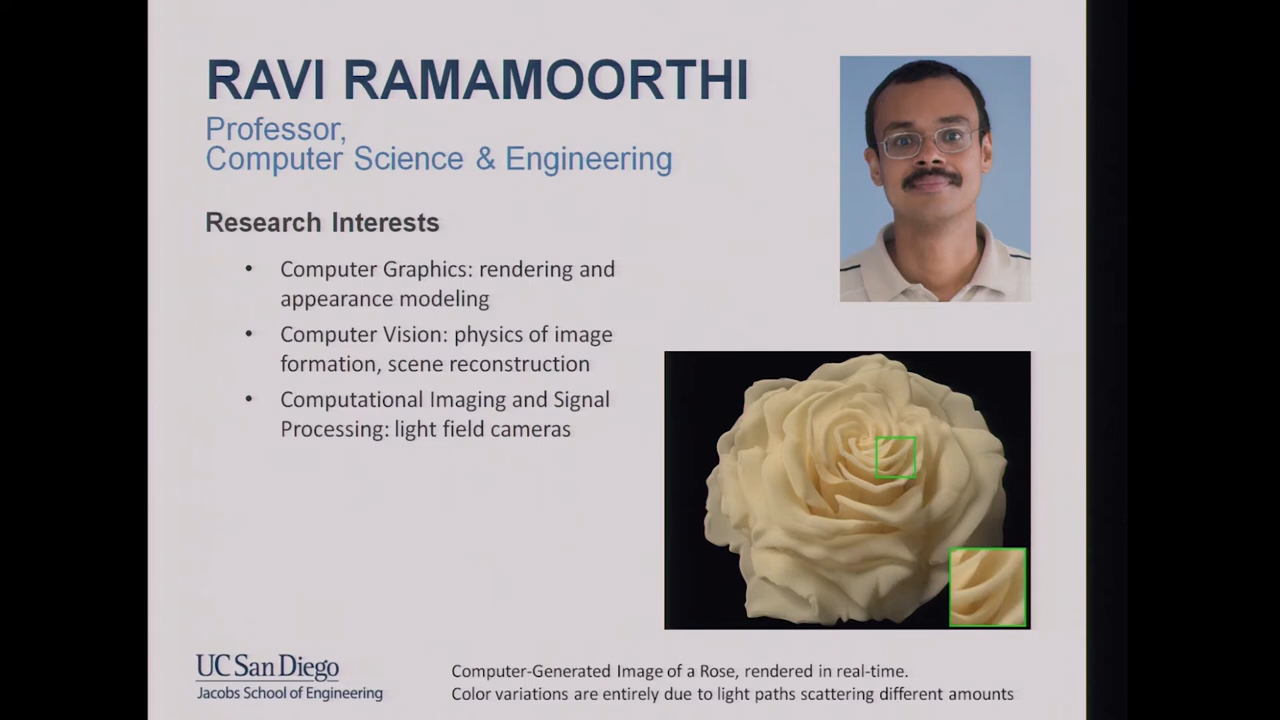 RAVI RAMAMOORTHI
Professor,
Computer Science & Engineering
Research Interests
• Computer Graphics: rendering and
appearance modeling
• Computer Vision: physics of image
formation, scene reconstruction
• Computational Imaging and Signal
Processing: light field cameras
UC San Diego
Jacobs School of Engineering
Computer-Generated Image of a Rose, rendered in real-time.
Color variations are entirely due to light paths scattering different amounts